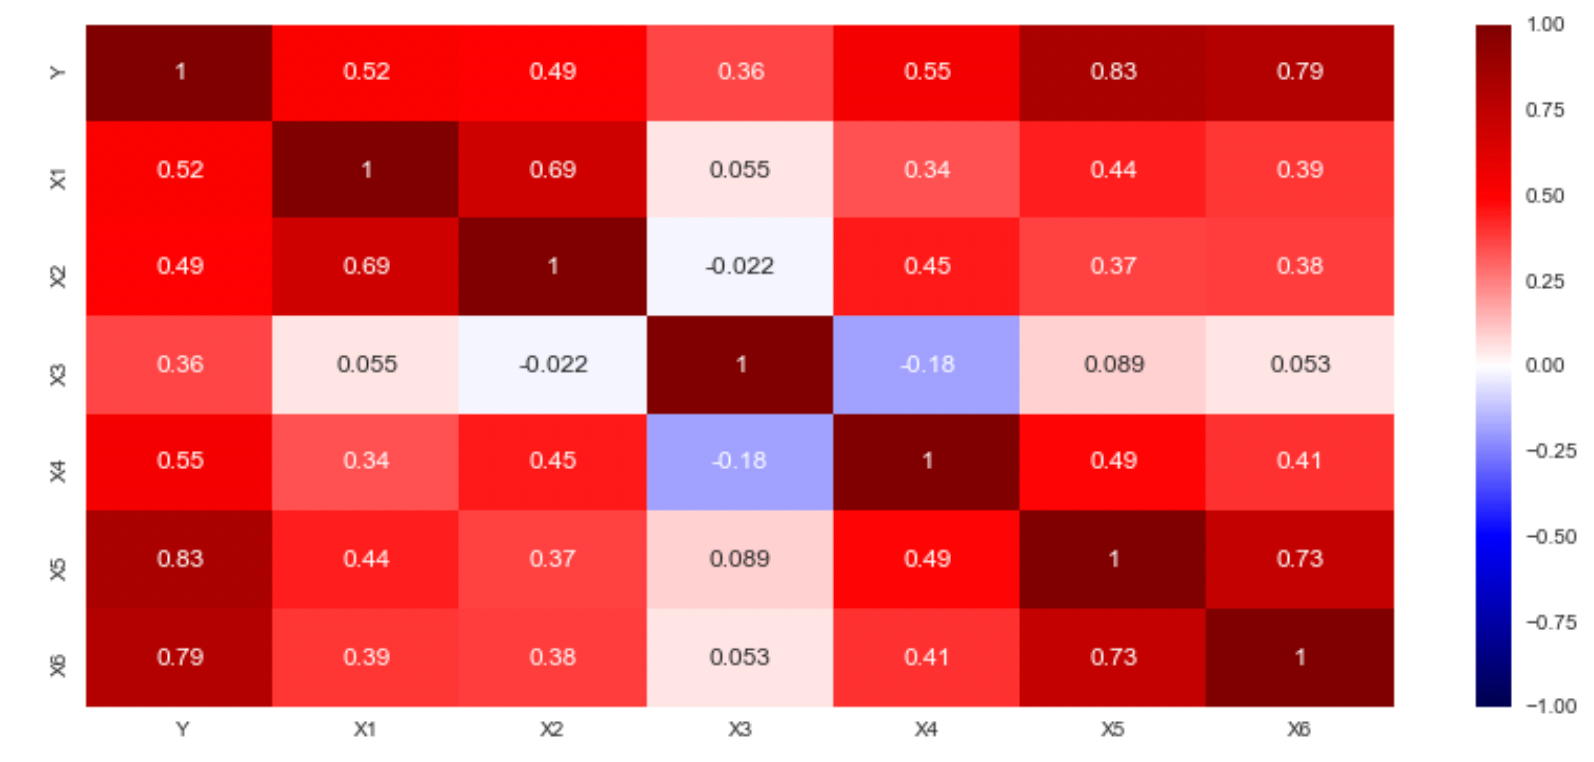 Y 1 0.52 0.49 0.36 0.55 0.83 0.79
X1 0.52 1 0.69 0.055 0.34 0.44 0.39
X2 0.49 0.69 1 -0.022 0.45 0.37 0.38
X3 0.36 0.055 -0.022 1 -0.18 0.089 0.053
X4 0.55 0.34 0.45 -0.18 1 0.49 0.41
X5 0.83 0.44 0.37 0.089 0.49 1 0.73
X6 0.79 0.39 0.38 0.053 0.41 0.73 1
Y X1 X2 X3 X4 X5 X6
1.00
0.75
0.50
0.25
0.00
−0.25
−0.50
−0.75
−1.00